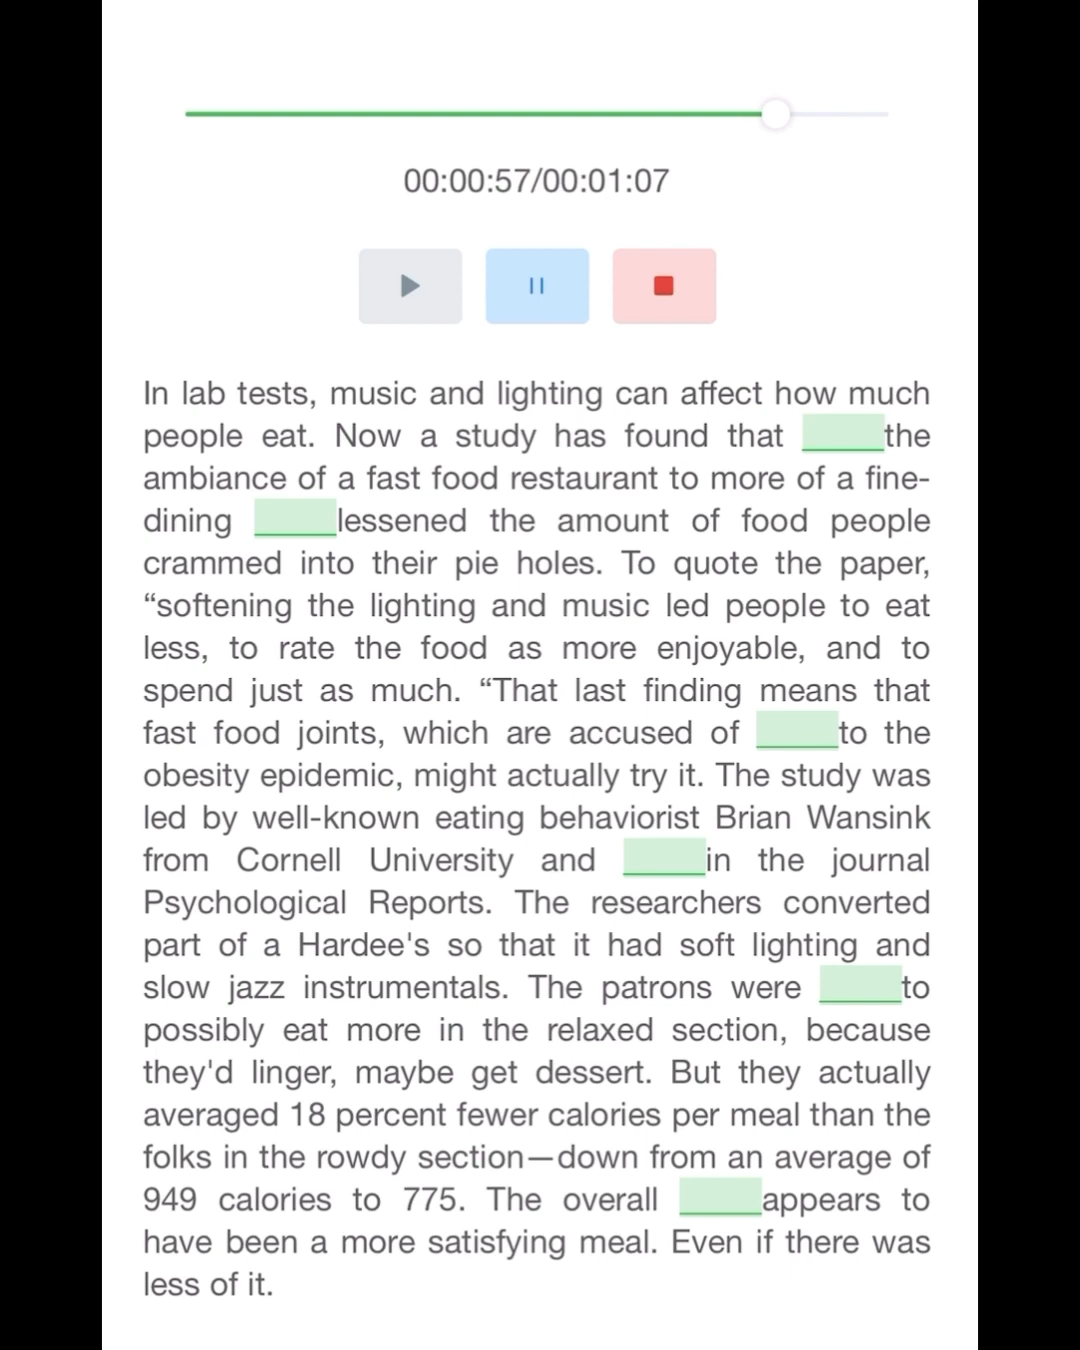 00:00:57/00:01:07
In lab tests, music and lighting can affect how much
people eat. Now a study has found that the
ambiance of a fast food restaurant to more of a fine-
dining lessened the amount of food people
crammed into their pie holes. To quote the paper,
“softening the lighting and music led people to eat
less, to rate the food as more enjoyable, and to
spend just as much. “That last finding means that
fast food joints, which are accused of to the
obesity epidemic, might actually try it. The study was
led by well-known eating behaviorist Brian Wansink
from Cornell University and in the journal
Psychological Reports. The researchers converted
part of a Hardee's so that it had soft lighting and
slow jazz instrumentals. The patrons were to
possibly eat more in the relaxed section, because
they'd linger, maybe get dessert. But they actually
averaged 18 percent fewer calories per meal than the
folks in the rowdy section—down from an average of
949 calories to 775. The overall appears to
have been a more satisfying meal. Even if there was
less of it.